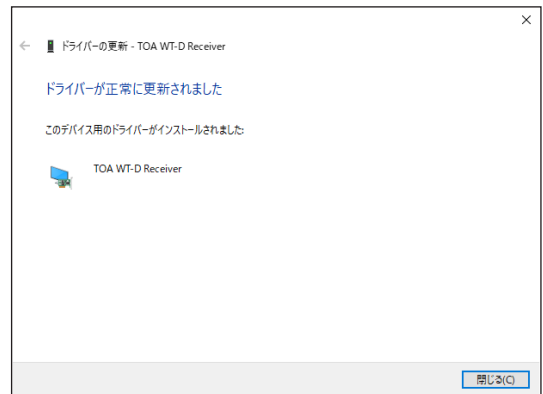 ドライバーの更新 - TOA WT-D Receiver
ドライバーが正常に更新されました
このデバイス用のドライバーがインストールされました:
TOA WT-D Receiver
閉じる(C)